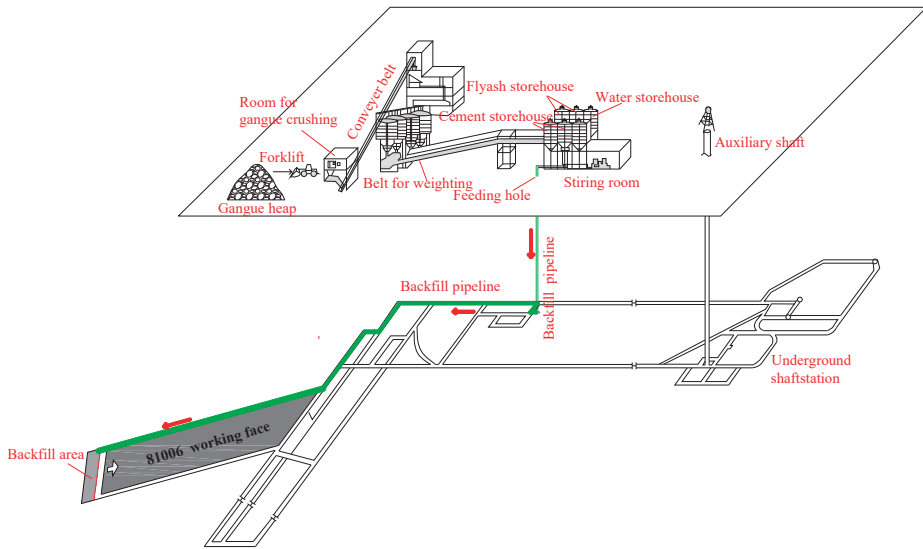 Conveyer belt
Flyash storehouse
Room for
gangue crushing
Cement storehouse
Water storehouse
Forklift
Auxiliary shaft
Belt for weighting
Stiring room
Feeding hole
Gangue heap
Backfill pipeline
Backfill pipeline
Underground
shaftstation
81006 working face
Backfill area